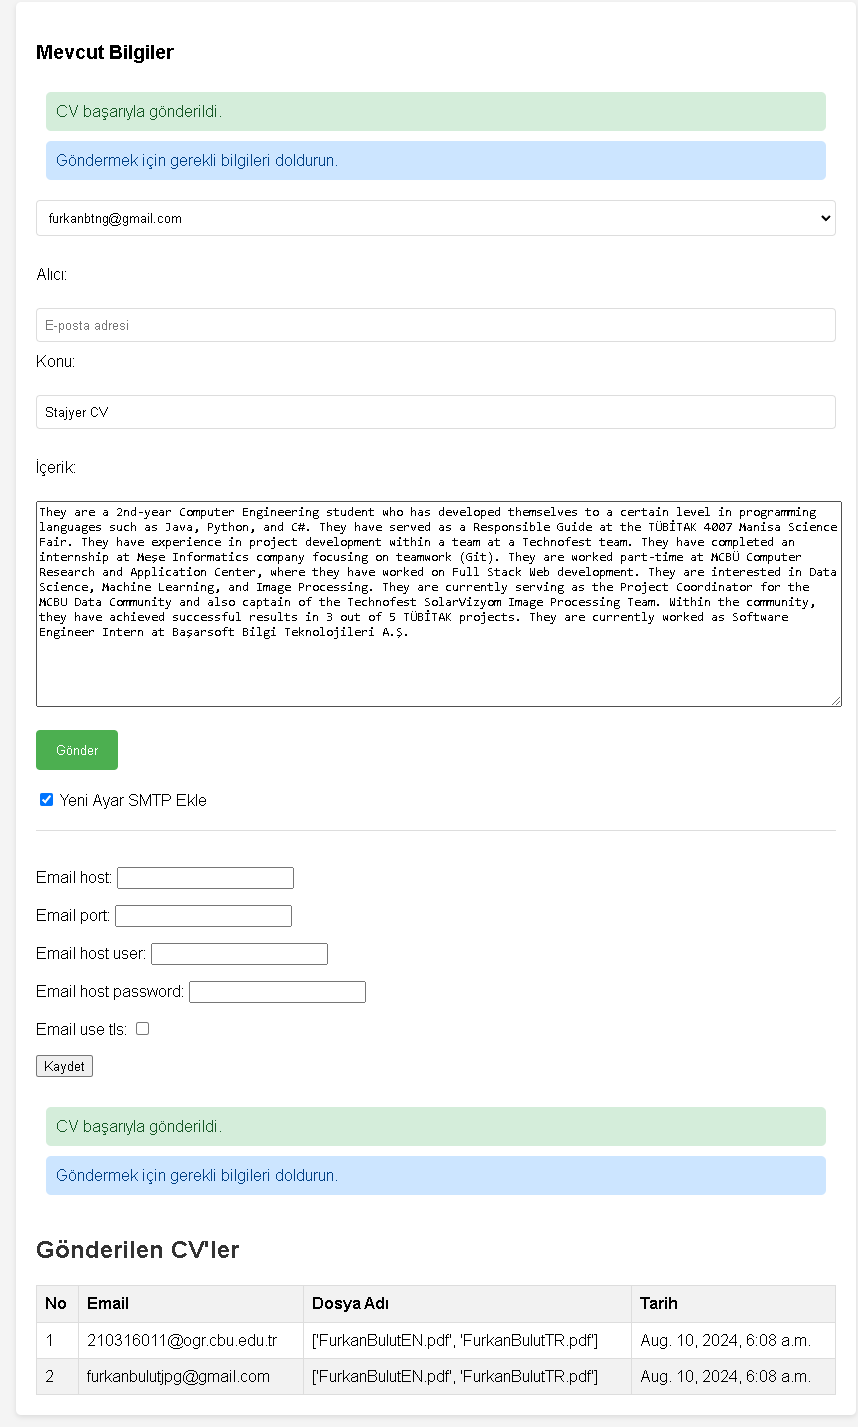 Mevcut Bilgiler
CV başarıyla gönderildi.
Göndermek için gerekli bilgileri doldurun.
furkanbtng@gmail.com
Alıcı:
E-posta adresi
Konu:
Stajyer CV
İçerik:
They are a 2nd-year Computer Engineering student who has developed themselves to a certain level in programming
languages such as Java, Python, and C#. They have served as a Responsible Guide at the TÜBİTAK 4007 Manisa Science
Fair. They have experience in project development within a team at a Technofest team. They have completed an
internship at Meşe Informatics company focusing on teamwork (Git). They are worked part-time at MCBÜ Computer
Research and Application Center, where they have worked on Full Stack Web development. They are interested in Data
Science, Machine Learning, and Image Processing. They are currently serving as the Project Coordinator for the
MCBU Data Community and also captain of the Technofest SolarVizyom Image Processing Team. Within the community,
they have achieved successful results in 3 out of 5 TÜBİTAK projects. They are currently worked as Software
Engineer Intern at Başarsoft Bilgi Teknolojileri A.Ş.
Gönder
Yeni Ayar SMTP Ekle
Email host:
Email port:
Email host user:
Email host password:
Email use tls:
Kaydet
CV başarıyla gönderildi.
Göndermek için gerekli bilgileri doldurun.
Gönderilen CV'ler
No Email Dosya Adı Tarih
1 210316011@ogr.cbu.edu.tr ['FurkanBulutEN.pdf', 'FurkanBulutTR.pdf'] Aug. 10, 2024, 6:08 a.m.
2 furkanbulutjpg@gmail.com ['FurkanBulutEN.pdf', 'FurkanBulutTR.pdf'] Aug. 10, 2024, 6:08 a.m.